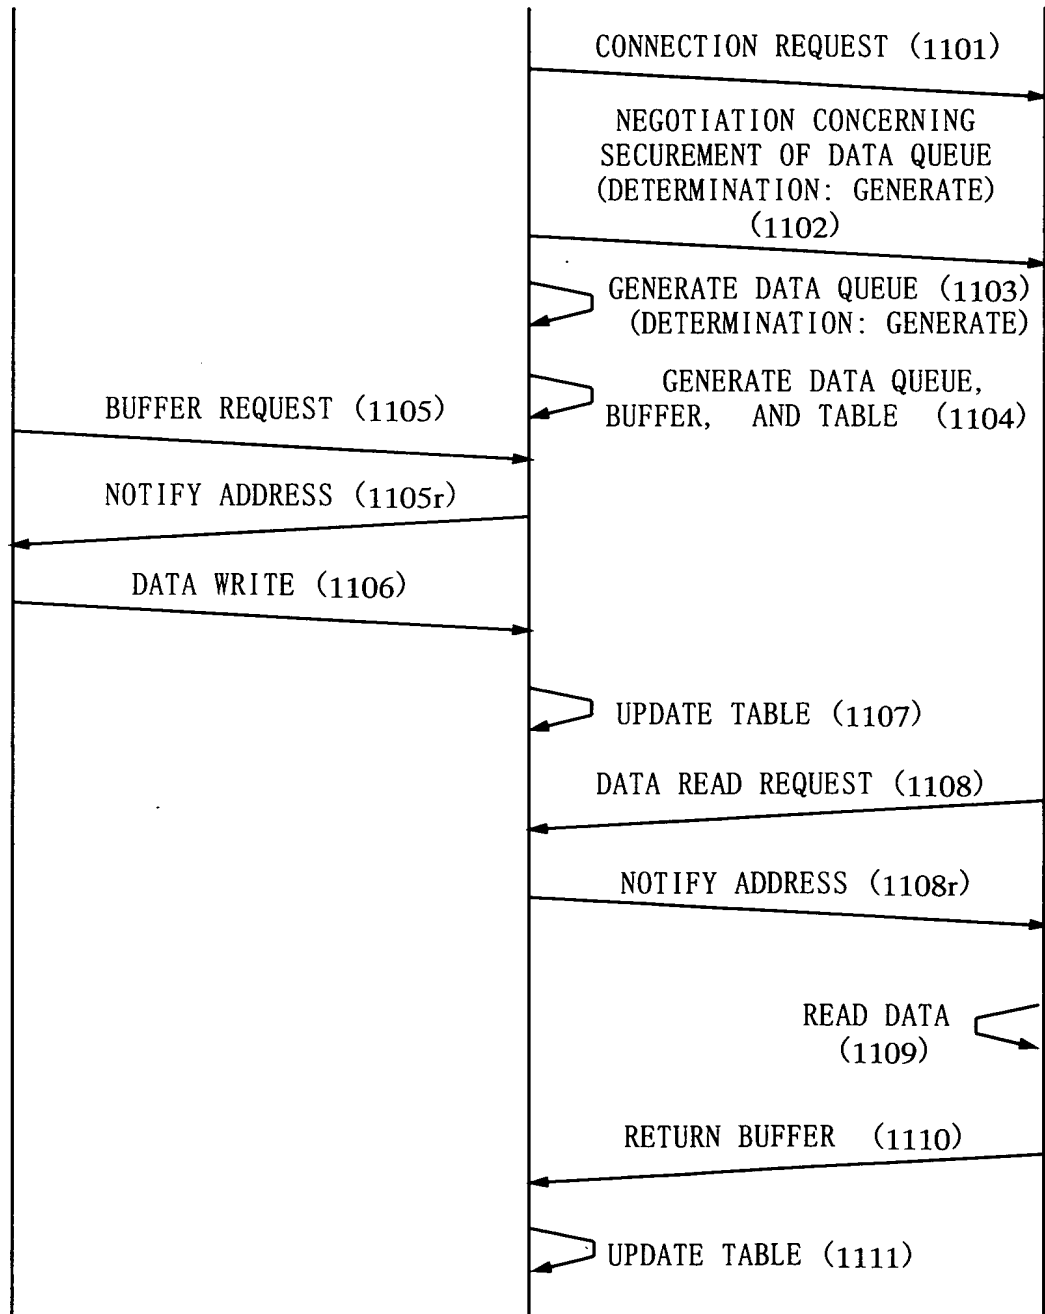 CONNECTION REQUEST (1101)
NEGOTIATION CONCERNING
SECUREMENT OF DATA QUEUE
(DETERMINATION: GENERATE)
(1102)
GENERATE DATA QUEUE (1103)
(DETERMINATION: GENERATE)
GENERATE DATA QUEUE,
BUFFER, AND TABLE (1104)
BUFFER REQUEST (1105)
NOTIFY ADDRESS (1105r)
DATA WRITE (1106)
UPDATE TABLE (1107)
DATA READ REQUEST (1108)
NOTIFY ADDRESS (1108r)
READ DATA
(1109)
RETURN BUFFER (1110)
UPDATE TABLE (1111)